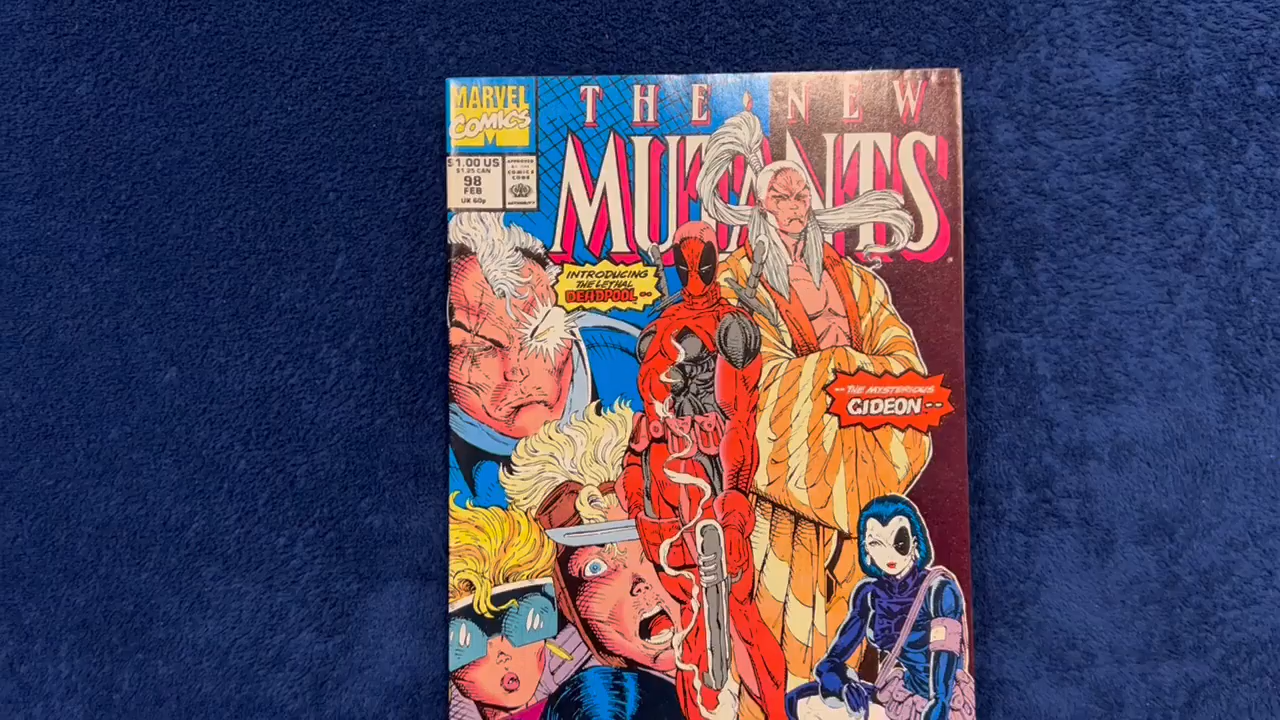 MARVEL
COMICS
M
$1.00 US
$1.25 CAN
98
FEB
UK 60p
APPROVED
BY THE
COMICS
CODE
AUTHORITY
THE NEW
MUTANTS
INTRODUCING
THE LETHAL
DEADPOOL --
-- THE MYSTERIOUS
GIDEON --